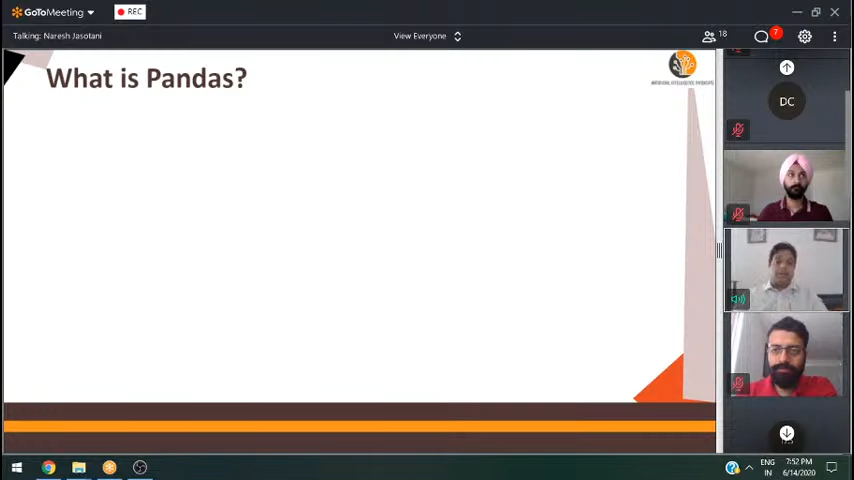 GoToMeeting
REC
Talking: Naresh Jasotani
View Everyone
18
7
What is Pandas?
DC
ENG
IN
7:52 PM
6/14/2020